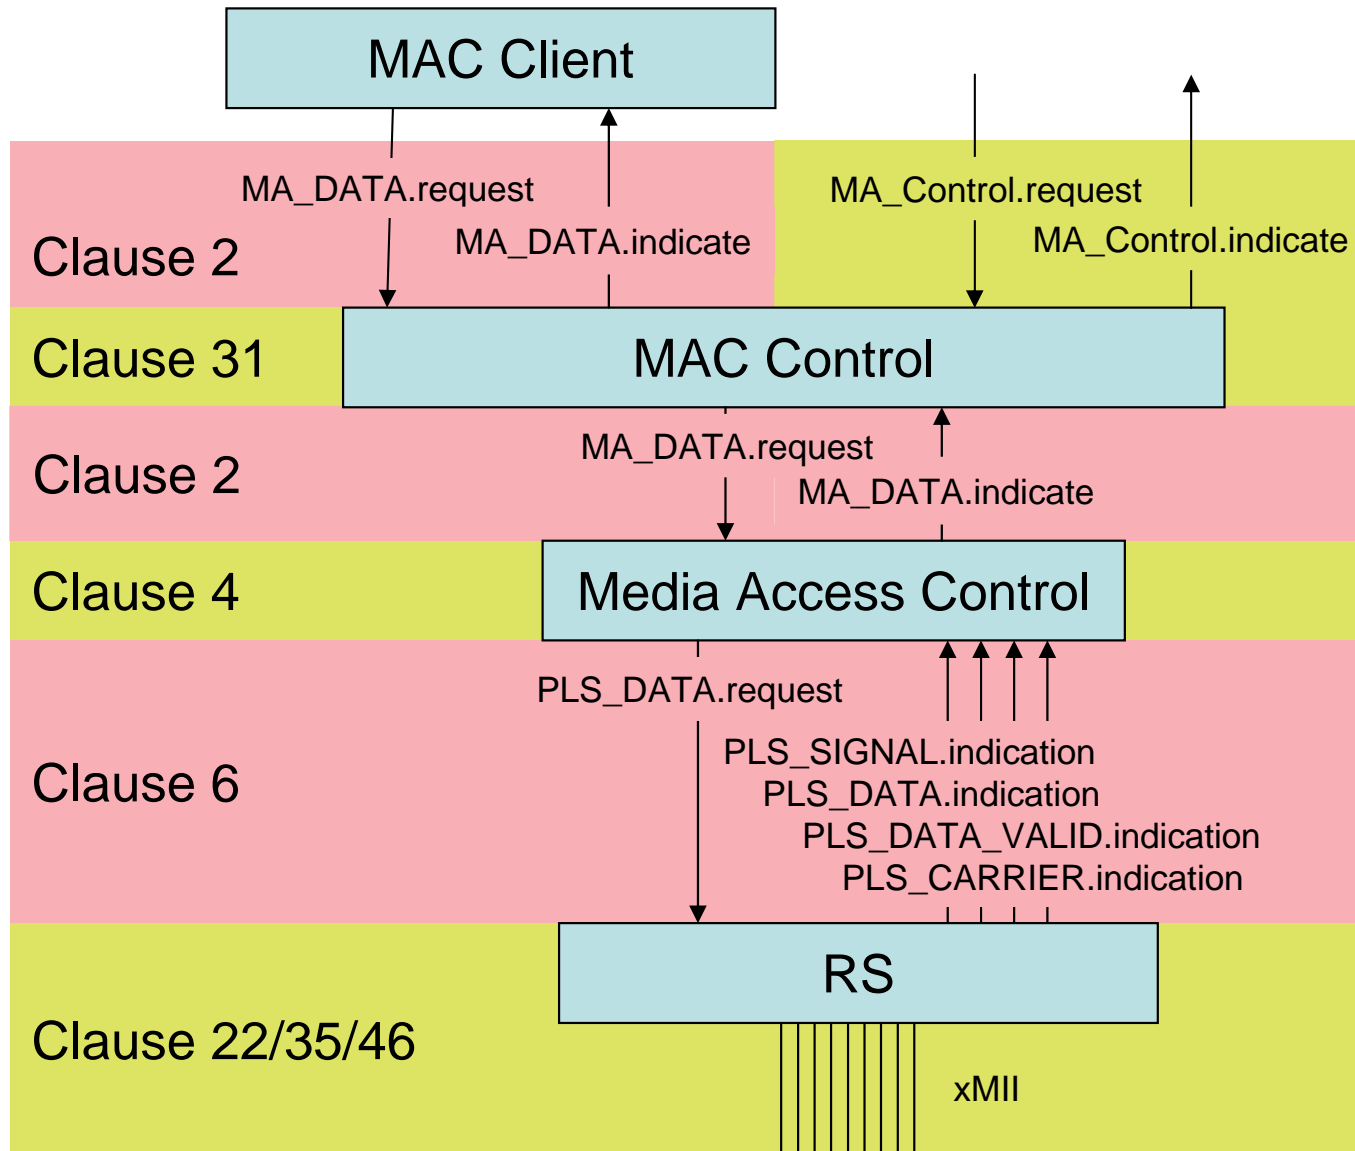 MAC Client
MA_DATA.request
MA_Control.request
Clause 2
MA_DATA.indicate
MA_Control.indicate
Clause 31
MAC Control
Clause 2
MA_DATA.request
MA_DATA.indicate
Clause 4
Media Access Control
PLS_DATA.request
Clause 6
PLS_SIGNAL.indication
PLS_DATA.indication
PLS_DATA_VALID.indication
PLS_CARRIER.indication
RS
Clause 22/35/46
xMII